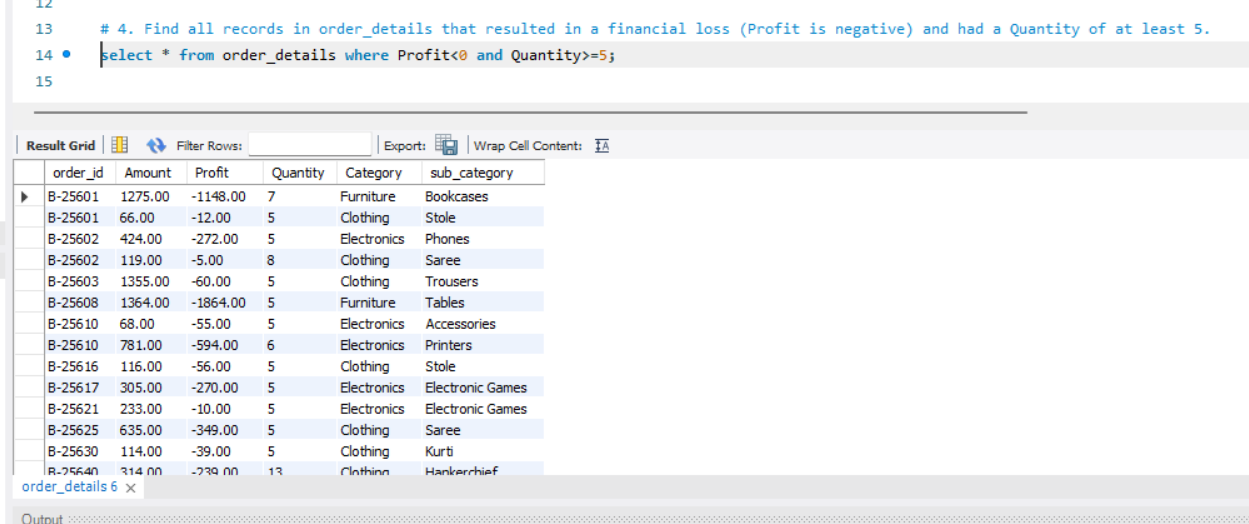 12
13 # 4. Find all records in order_details that resulted in a financial loss (Profit is negative) and had a Quantity of at least 5.
14 select * from order_details where Profit<0 and Quantity>=5;
15
Result Grid Filter Rows: Export: Wrap Cell Content: IA
order_id Amount Profit Quantity Category sub_category
B-25601 1275.00 -1148.00 7 Furniture Bookcases
B-25601 66.00 -12.00 5 Clothing Stole
B-25602 424.00 -272.00 5 Electronics Phones
B-25602 119.00 -5.00 8 Clothing Saree
B-25603 1355.00 -60.00 5 Clothing Trousers
B-25608 1364.00 -1864.00 5 Furniture Tables
B-25610 68.00 -55.00 5 Electronics Accessories
B-25610 781.00 -594.00 6 Electronics Printers
B-25616 116.00 -56.00 5 Clothing Stole
B-25617 305.00 -270.00 5 Electronics Electronic Games
B-25621 233.00 -10.00 5 Electronics Electronic Games
B-25625 635.00 -349.00 5 Clothing Saree
B-25630 114.00 -39.00 5 Clothing Kurti
B-25640 314.00 -239.00 13 Clothing Hankerchief
order_details 6
Output